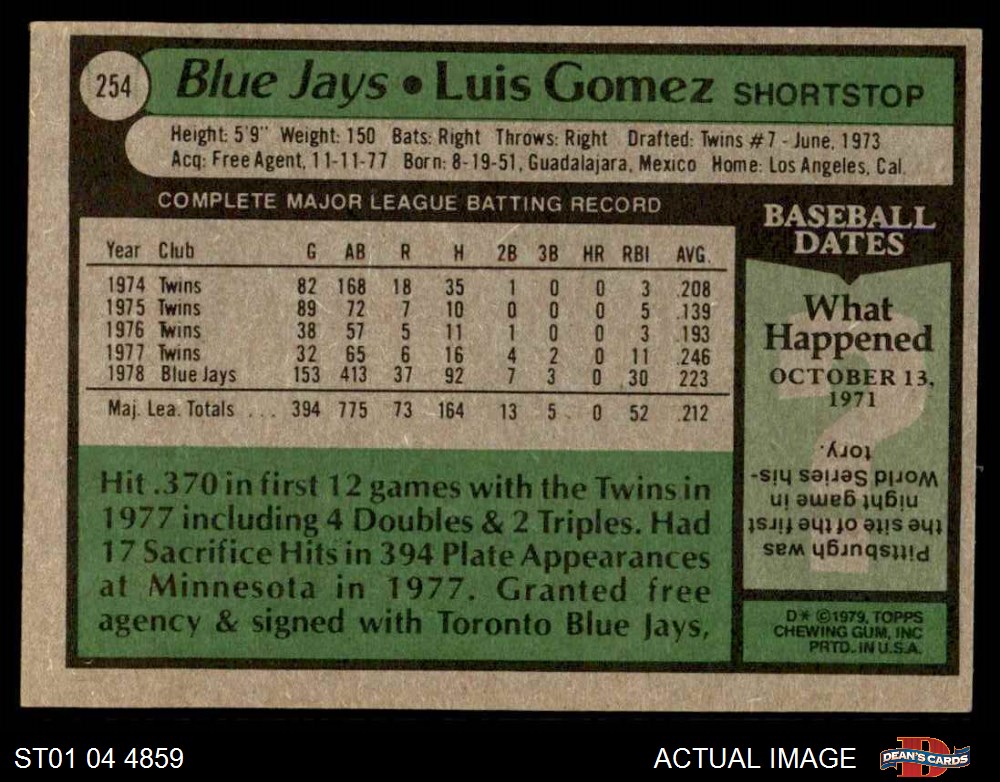 254
Blue Jays • Luis Gomez SHORTSTOP
Height: 5'9" Weight: 150 Bats: Right Throws: Right Drafted: Twins #7 - June, 1973
Acq: Free Agent, 11-11-77 Born: 8-19-51, Guadalajara, Mexico Home: Los Angeles, Cal.
COMPLETE MAJOR LEAGUE BATTING RECORD
Year Club G AB R H 2B 3B HR RBI AVG.
1974 Twins 82 168 18 35 1 0 0 3 .208
1975 Twins 89 72 7 10 0 0 0 5 .139
1976 Twins 38 57 5 11 1 0 0 3 .193
1977 Twins 32 65 6 16 4 2 0 11 .246
1978 Blue Jays 153 413 37 92 7 3 0 30 223
Maj. Lea. Totals ... 394 775 73 164 13 5 0 52 .212
Hit .370 in first 12 games with the Twins in
1977 including 4 Doubles & 2 Triples. Had
17 Sacrifice Hits in 394 Plate Appearances
at Minnesota in 1977. Granted free
agency & signed with Toronto Blue Jays,
BASEBALL
DATES
What
Happened
OCTOBER 13,
1971
?
Pittsburgh was
the site of the first
night game in
World Series his-
tory.
D* ©1979, TOPPS
CHEWING GUM, INC
PRTD. IN U.S.A.
ST01 04 4859
ACTUAL IMAGE
D
DEAN'S CARDS